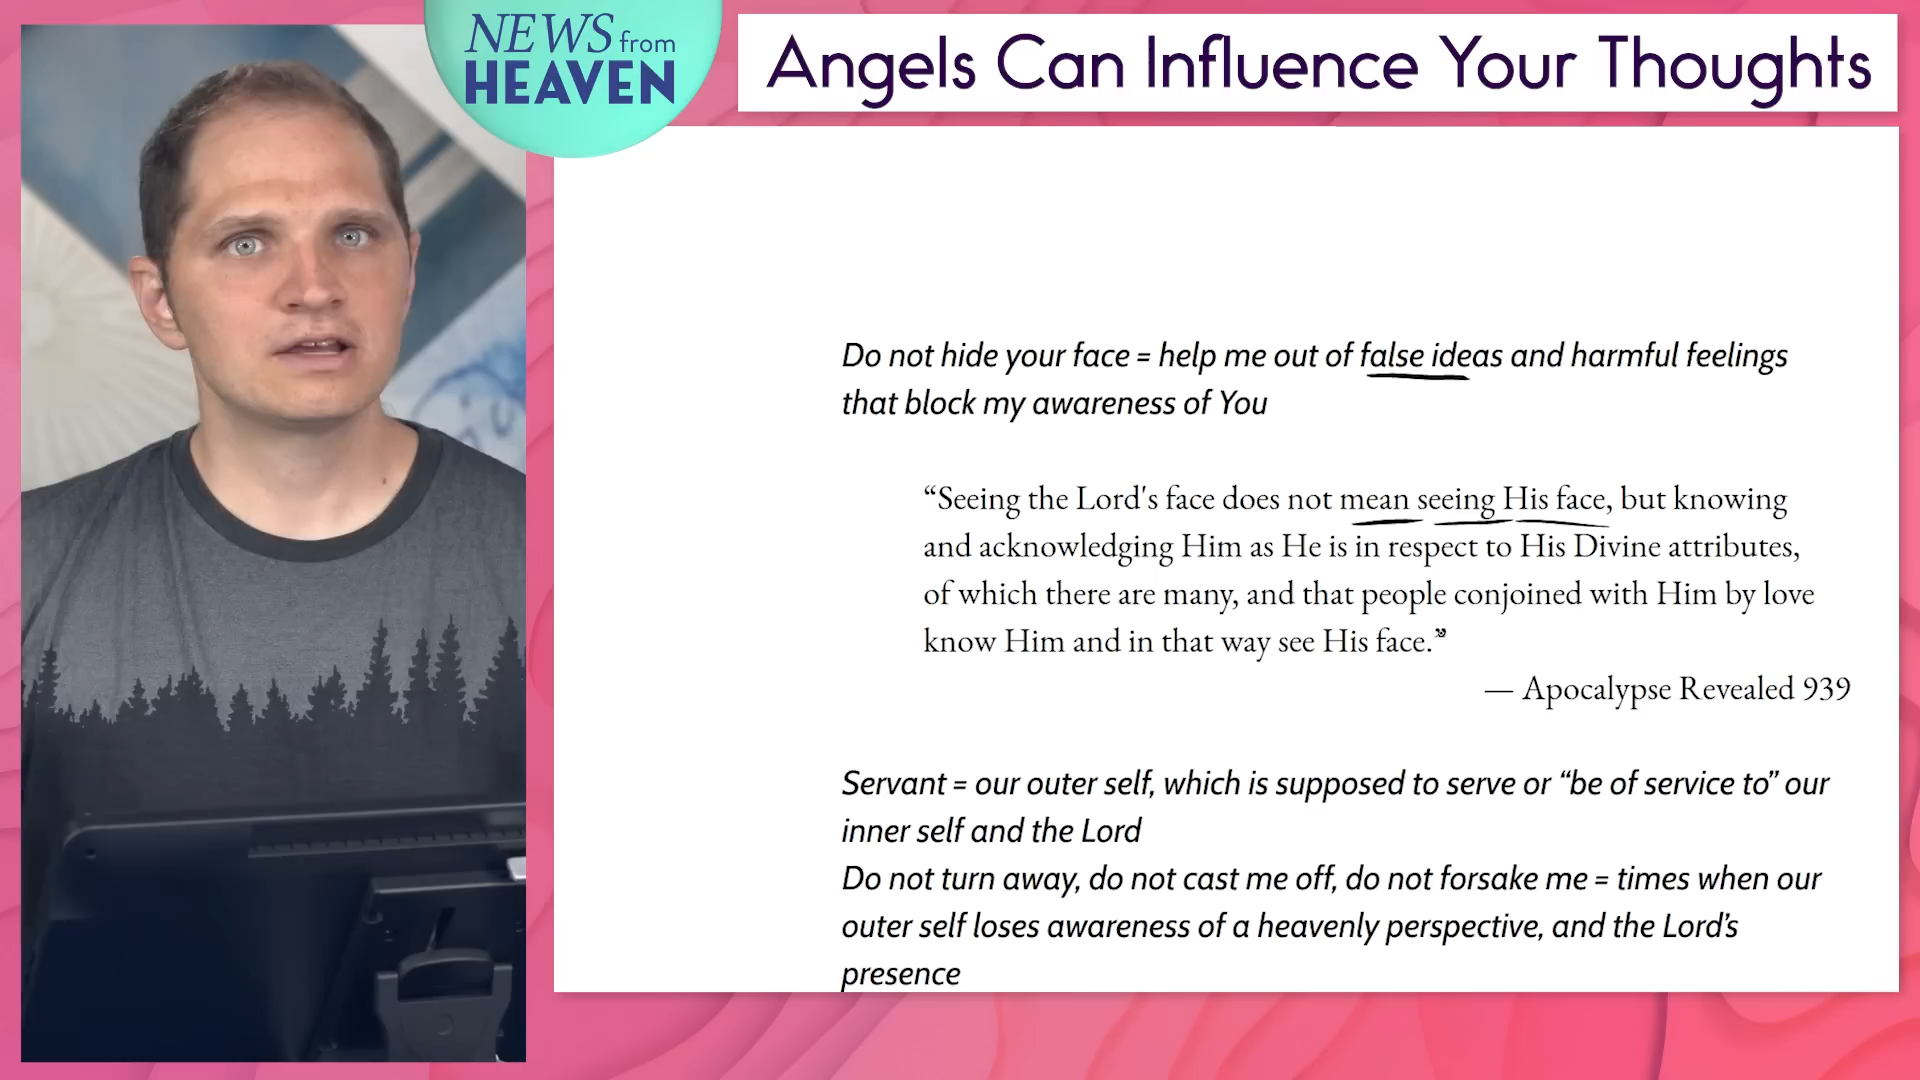 NEWS from
HEAVEN
Angels Can Influence Your Thoughts
Do not hide your face = help me out of false ideas and harmful feelings
that block my awareness of You
“Seeing the Lord's face does not mean seeing His face, but knowing
and acknowledging Him as He is in respect to His Divine attributes,
of which there are many, and that people conjoined with Him by love
know Him and in that way see His face.”
— Apocalypse Revealed 939
Servant = our outer self, which is supposed to serve or “be of service to” our
inner self and the Lord
Do not turn away, do not cast me off, do not forsake me = times when our
outer self loses awareness of a heavenly perspective, and the Lord’s
presence